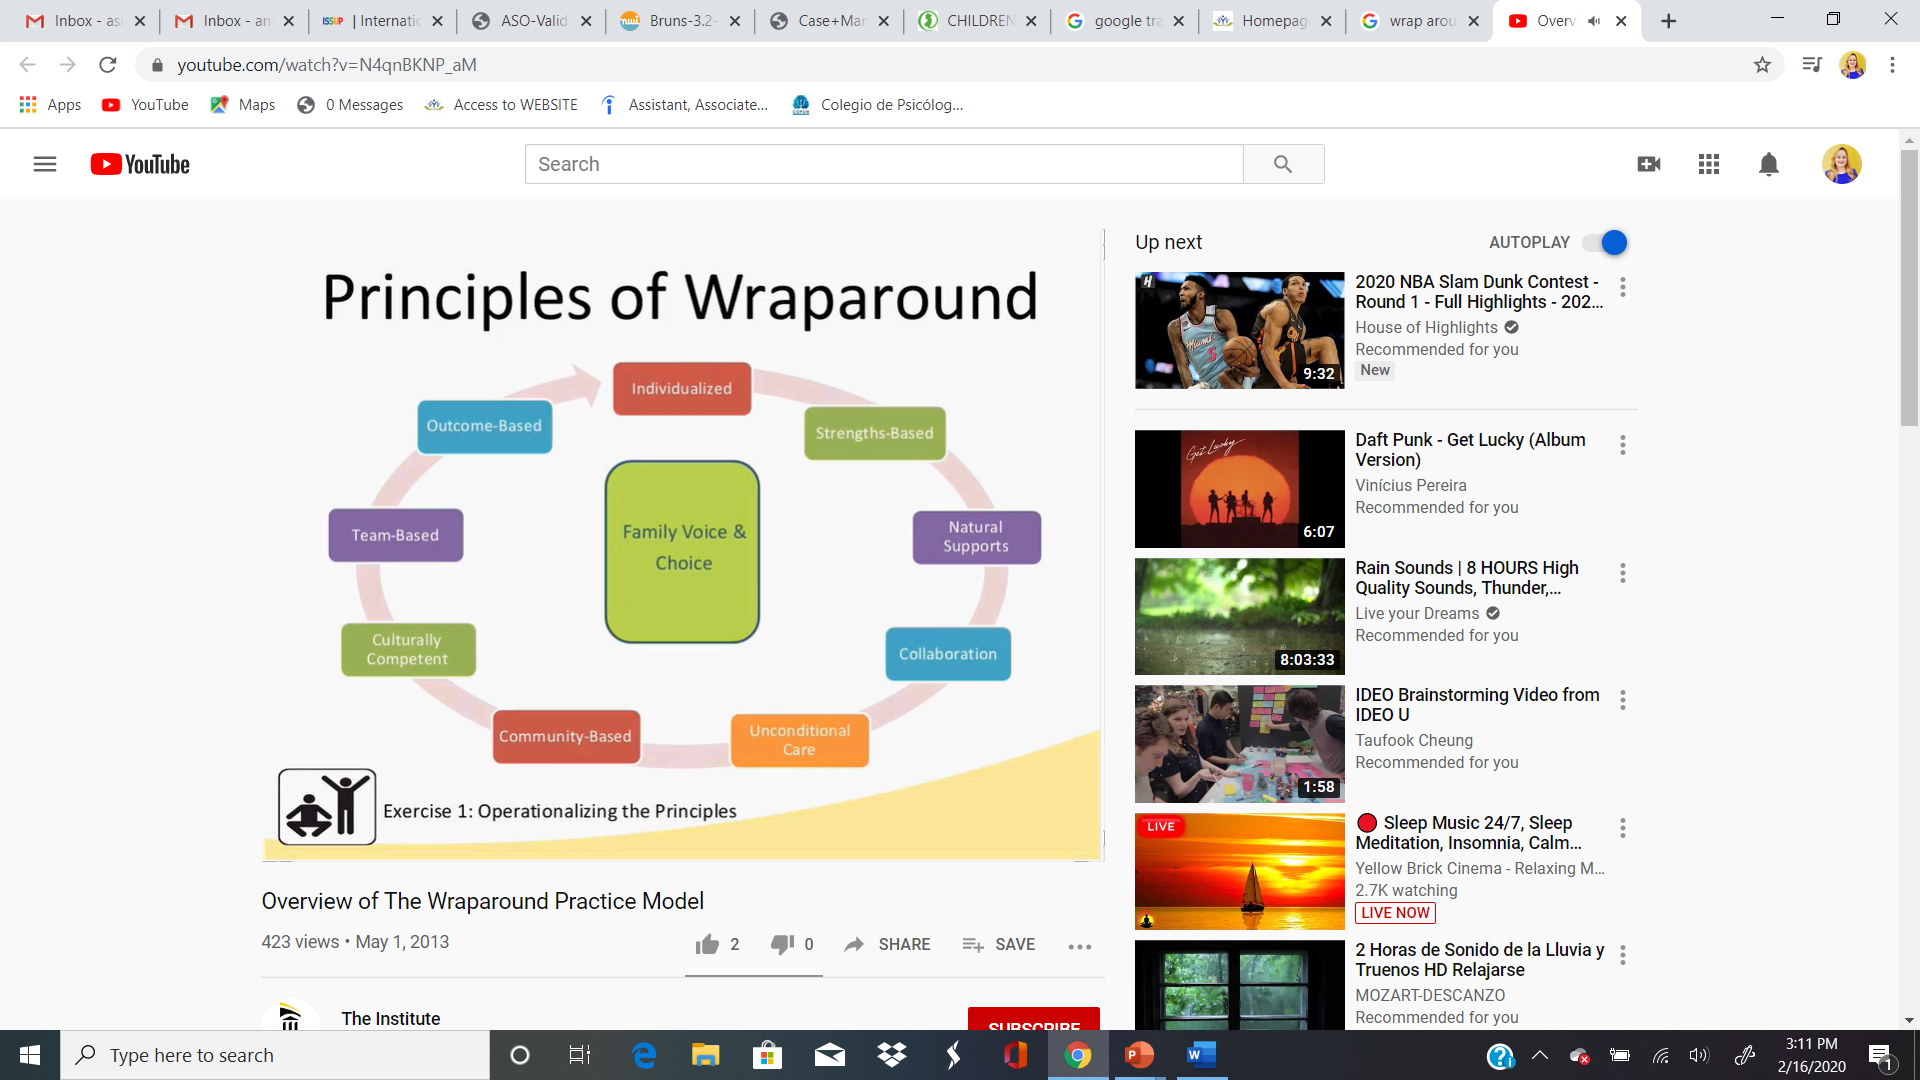 Inbox - asi
Inbox - an
ISSUP | Internatio
ASO-Valid
Bruns-3.2-
Case+Mar
CHILDREN
google tra
Homepag
wrap arou
Overv
youtube.com/watch?v=N4qnBKNP_aM
Apps
YouTube
Maps
0 Messages
Access to WEBSITE
Assistant, Associate...
Colegio de Psicólog...
YouTube
Search
Principles of Wraparound
Individualized
Strengths-Based
Natural
Supports
Collaboration
Unconditional
Care
Community-Based
Culturally
Competent
Team-Based
Outcome-Based
Family Voice &
Choice
Exercise 1: Operationalizing the Principles
Overview of The Wraparound Practice Model
423 views • May 1, 2013
2
0
SHARE
SAVE
The Institute
SUBSCRIBE
Up next
AUTOPLAY
H
Miami
5
9:32
2020 NBA Slam Dunk Contest -
Round 1 - Full Highlights - 202...
House of Highlights
Recommended for you
New
Get Lucky
6:07
Daft Punk - Get Lucky (Album
Version)
Vinícius Pereira
Recommended for you
8:03:33
Rain Sounds | 8 HOURS High
Quality Sounds, Thunder,...
Live your Dreams
Recommended for you
1:58
IDEO Brainstorming Video from
IDEO U
Taufook Cheung
Recommended for you
LIVE
Sleep Music 24/7, Sleep
Meditation, Insomnia, Calm...
Yellow Brick Cinema - Relaxing M...
2.7K watching
LIVE NOW
2 Horas de Sonido de la Lluvia y
Truenos HD Relajarse
MOZART-DESCANZO
Recommended for you
Type here to search
3:11 PM
2/16/2020
1